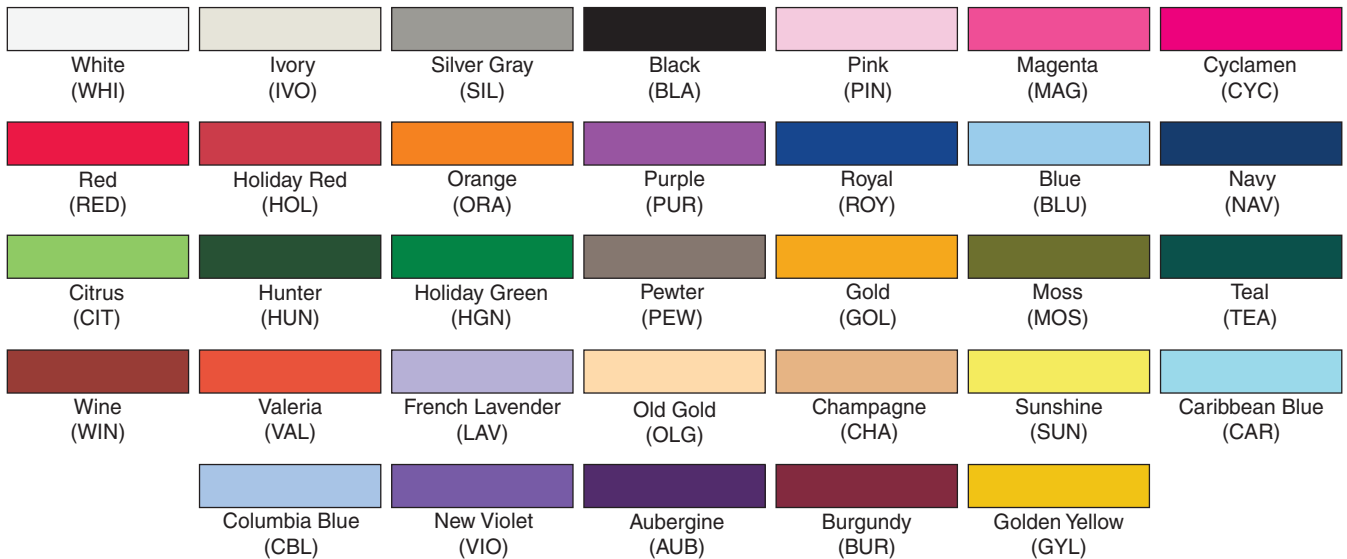 White
(WHI)
Ivory
(IVO)
Silver Gray
(SIL)
Black
(BLA)
Pink
(PIN)
Magenta
(MAG)
Cyclamen
(CYC)
Red
(RED)
Holiday Red
(HOL)
Orange
(ORA)
Purple
(PUR)
Royal
(ROY)
Blue
(BLU)
Navy
(NAV)
Citrus
(CIT)
Hunter
(HUN)
Holiday Green
(HGN)
Pewter
(PEW)
Gold
(GOL)
Moss
(MOS)
Teal
(TEA)
Wine
(WIN)
Valeria
(VAL)
French Lavender
(LAV)
Old Gold
(OLG)
Champagne
(CHA)
Sunshine
(SUN)
Caribbean Blue
(CAR)
Columbia Blue
(CBL)
New Violet
(VIO)
Aubergine
(AUB)
Burgundy
(BUR)
Golden Yellow
(GYL)